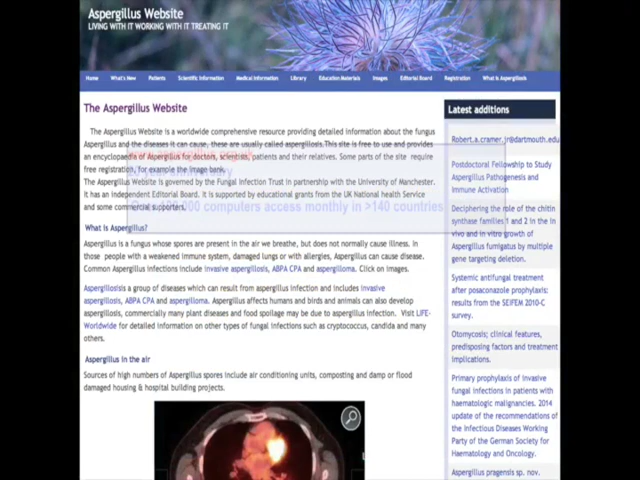 Aspergillus Website
LIVING WITH IT WORKING WITH IT TREATING IT
Home What's New Patients Scientific Information Medical Information Library Education Materials Images Editorial Board Registration What is Aspergillosis
The Aspergillus Website
The Aspergillus Website is a worldwide comprehensive resource providing detailed information about the fungus
Aspergillus and the diseases it can cause, these are usually called aspergillosis.This site is free to use and provides
an encyclopaedia of Aspergillus for doctors, scientists, patients and their relatives. Some parts of the site require
free registration, for example the image bank.
The Aspergillus Website is governed by the Fungal Infection Trust in partnership with the University of Manchester.
It has an Independent Editorial Board. It is supported by educational grants from the UK National health Service
and some commercial supporters.
computers access monthly in >140 countries
What is Aspergillus?
Aspergillus is a fungus whose spores are present in the air we breathe, but does not normally cause illness. In
those people with a weakened immune system, damaged lungs or with allergies, Aspergillus can cause disease.
Common Aspergillus infections include invasive aspergillosis, ABPA CPA and aspergilloma. Click on images.
Aspergillosisis a group of diseases which can result from aspergillus infection and includes invasive
aspergillosis, ABPA CPA and aspergilloma. Aspergillus affects humans and birds and animals can also develop
aspergillosis, commercially many plant diseases and food spoilage may be due to aspergillus infection. Visit LIFE-
Worldwide for detailed information on other types of fungal infections such as cryptococcus, candida and many
others.
Aspergillus in the air
Sources of high numbers of Aspergillus spores include air conditioning units, composting and damp or flood
damaged housing & hospital building projects.
Latest additions
Robert.a.cramer.jr@dartmouth.edu
Postdoctoral Fellowship to Study
Aspergillus Pathogenesis and
Immune Activation
Deciphering the role of the chitin
synthase families 1 and 2 in the in
vivo and in vitro growth of
Aspergillus fumigatus by multiple
gene targeting deletion.
Systemic antifungal treatment
after posaconazole prophylaxis:
results from the SEIFEM 2010-C
survey.
Otomycosis; clinical features,
predisposing factors and treatment
implications.
Primary prophylaxis of invasive
fungal infections in patients with
haematologic malignancies. 2014
update of the recommendations of
the Infectious Diseases Working
Party of the German Society for
Haematology and Oncology.
Aspergillus pragensis sp. nov.